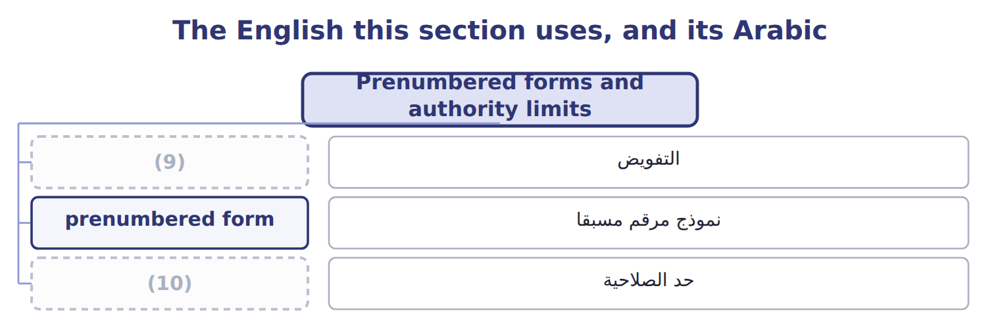 The English this section uses, and its Arabic
Prenumbered forms and
authority limits
(9)
التفويض
prenumbered form
نموذج مرقم مسبقا
(10)
حد الصلاحية